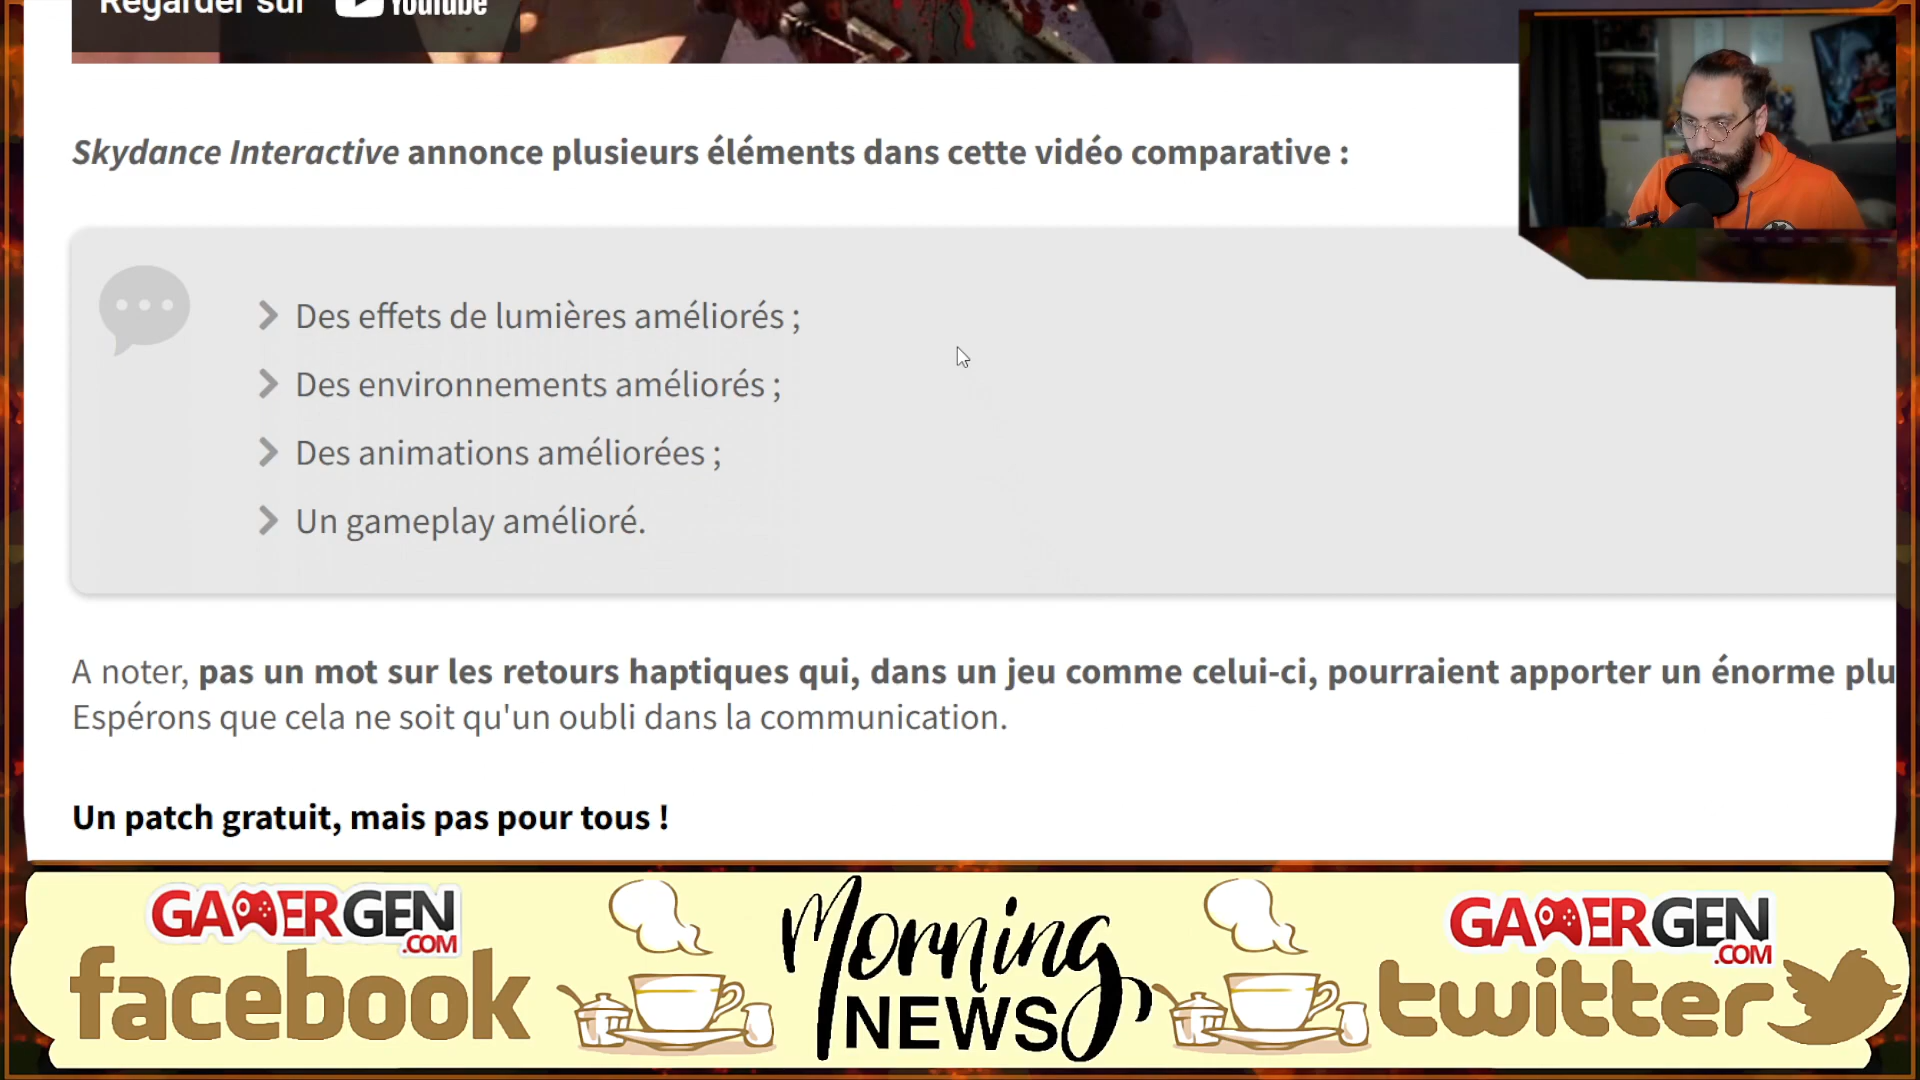 Regarder sur YouTube
Skydance Interactive annonce plusieurs éléments dans cette vidéo comparative :
Des effets de lumières améliorés ;
Des environnements améliorés ;
Des animations améliorées ;
Un gameplay amélioré.
A noter, pas un mot sur les retours haptiques qui, dans un jeu comme celui-ci, pourraient apporter un énorme plu
Espérons que cela ne soit qu'un oubli dans la communication.
Un patch gratuit, mais pas pour tous !
GAMERGEN
.COM
facebook
Morning
NEWS
GAMERGEN
.COM
twitter